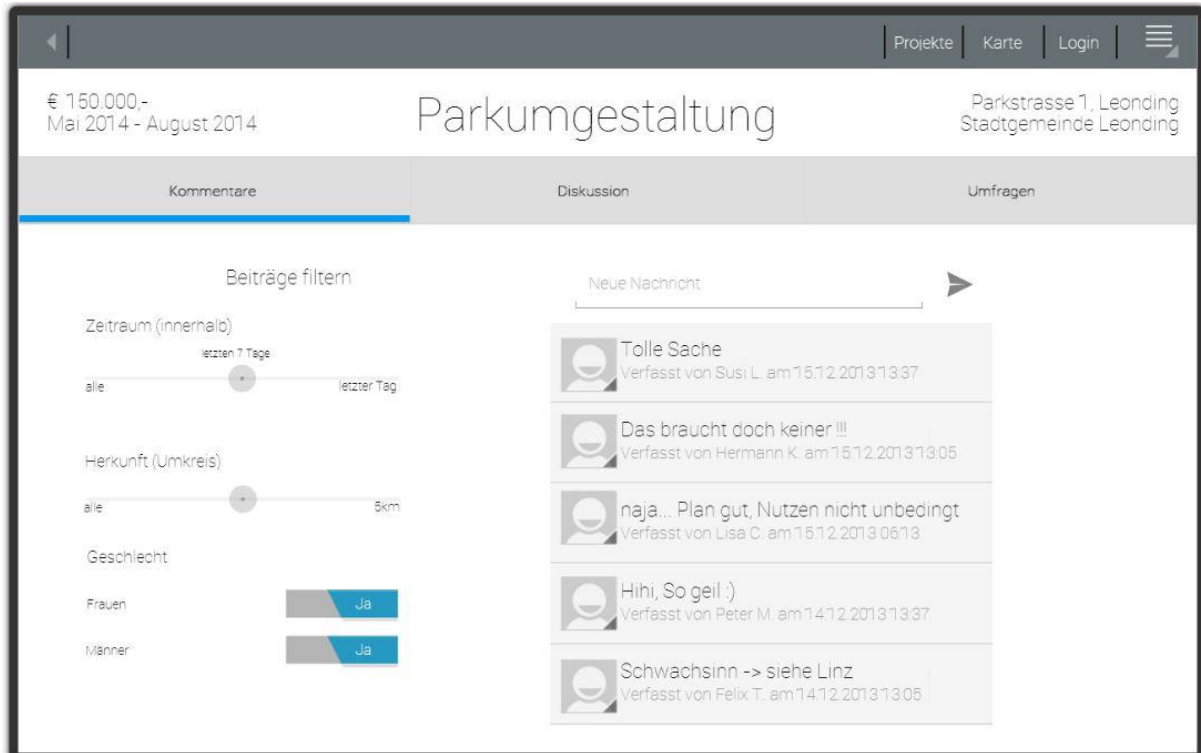 Projekte
Karte
Login
€ 150.000,-
Mai 2014 - August 2014
Parkumgestaltung
Parkstrasse 1, Leonding
Stadtgemeinde Leonding
Kommentare
Diskussion
Umfragen
Beiträge filtern
Zeitraum (innerhalb)
letzten 7 Tage
alle
letzter Tag
Herkunft (Umkreis)
alle
5km
Geschlecht
Frauen
Ja
Männer
Ja
Neue Nachricht
Tolle Sache
Verfasst von Susi L. am 15.12.2013 13:37
Das braucht doch keiner !!!
Verfasst von Hermann K. am 15.12.2013 13:05
naja... Plan gut, Nutzen nicht unbedingt
Verfasst von Lisa C. am 15.12.2013 06:13
Hihi, So geil :)
Verfasst von Peter M. am 14.12.2013 13:37
Schwachsinn -> siehe Linz
Verfasst von Felix T. am 14.12.2013 13:05